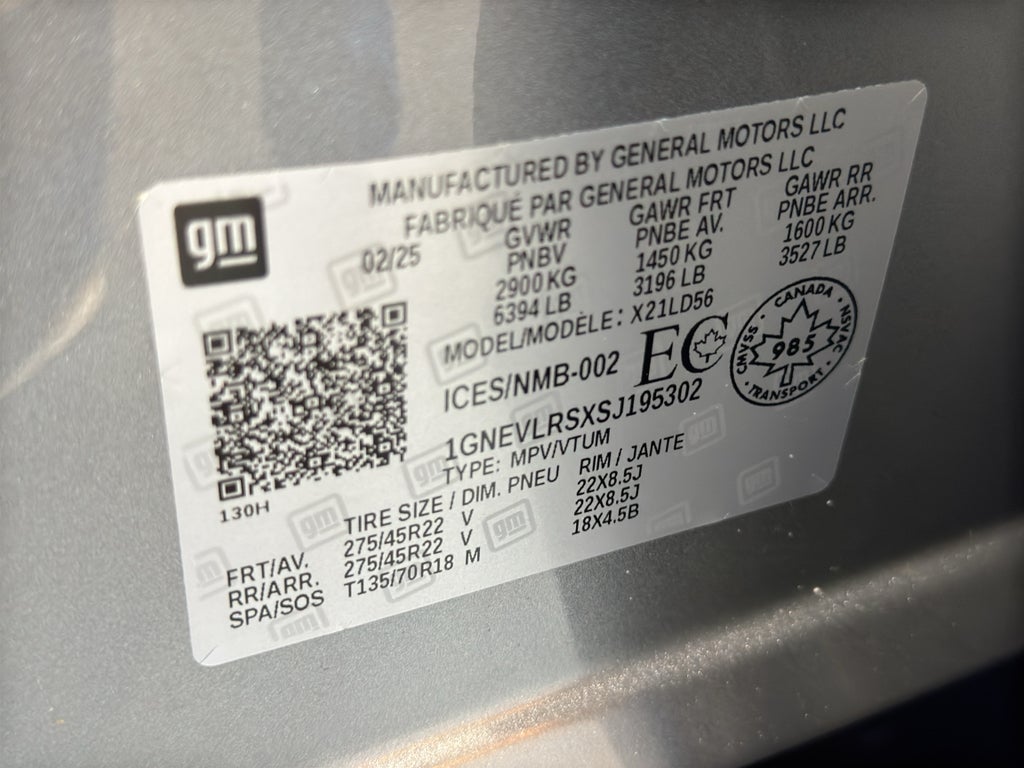 gm
MANUFACTURED BY GENERAL MOTORS LLC
FABRIQUÉ PAR GENERAL MOTORS LLC
02/25
GVWR GAWR FRT GAWR RR
PNBV PNBE AV. PNBE ARR.
2900 KG 1450 KG 1600 KG
6394 LB 3196 LB 3527 LB
MODEL/MODÈLE: X21LD56
ICES/NMB-002 EC
CANADA
CMVSS 985 NSVAC
TRANSPORT
1GNEVLRSXSJ195302
TYPE: MPV/VTUM
130H
TIRE SIZE / DIM. PNEU RIM / JANTE
FRT/AV. 275/45R22 V 22X8.5J
RR/ARR. 275/45R22 V 22X8.5J
SPA/SOS T135/70R18 M 18X4.5B